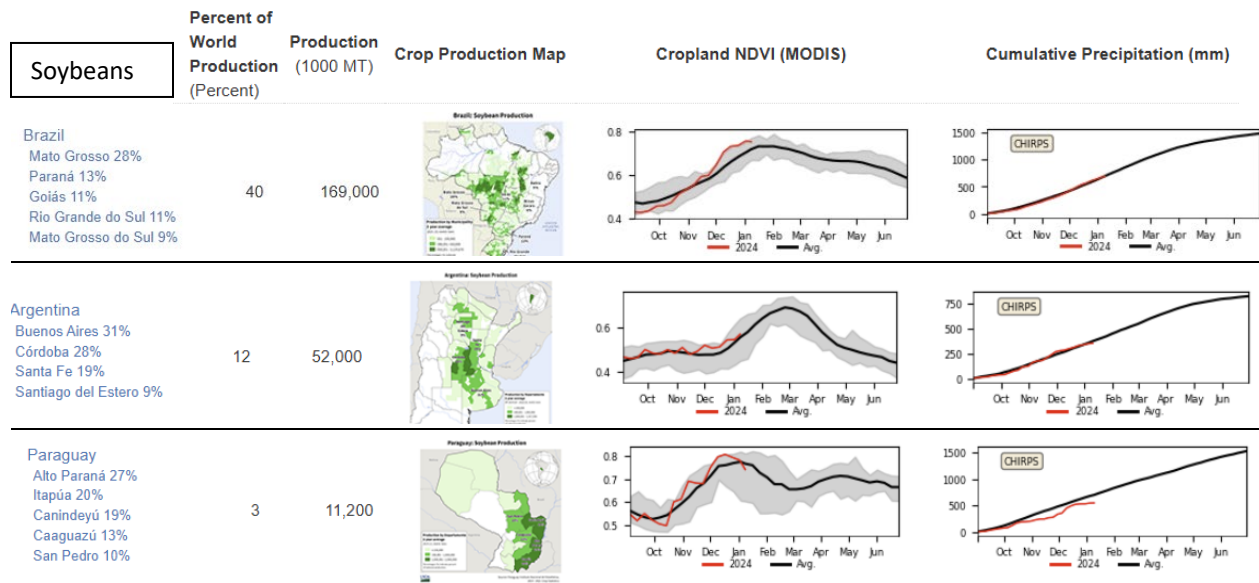 Soybeans
Percent of
World
Production
(Percent)
Production
(1000 MT)
Crop Production Map
Cropland NDVI (MODIS)
Cumulative Precipitation (mm)
Brazil
Mato Grosso 28%
Paraná 13%
Goiás 11%
Rio Grande do Sul 11%
Mato Grosso do Sul 9%
40
169,000
Brazil: Soybean Production
0.8
0.6
0.4
Oct Nov Dec Jan Feb Mar Apr May Jun
2024 Avg.
CHIRPS
1500
1000
500
0
Oct Nov Dec Jan Feb Mar Apr May Jun
2024 Avg.
Argentina
Buenos Aires 31%
Córdoba 28%
Santa Fe 19%
Santiago del Estero 9%
12
52,000
Argentina: Soybean Production
0.6
0.4
Oct Nov Dec Jan Feb Mar Apr May Jun
2024 Avg.
CHIRPS
750
500
250
0
Oct Nov Dec Jan Feb Mar Apr May Jun
2024 Avg.
Paraguay
Alto Paraná 27%
Itapúa 20%
Canindeyú 19%
Caaguazú 13%
San Pedro 10%
3
11,200
Paraguay: Soybean Production
0.8
0.7
0.6
0.5
Oct Nov Dec Jan Feb Mar Apr May Jun
2024 Avg.
CHIRPS
1500
1000
500
0
Oct Nov Dec Jan Feb Mar Apr May Jun
2024 Avg.